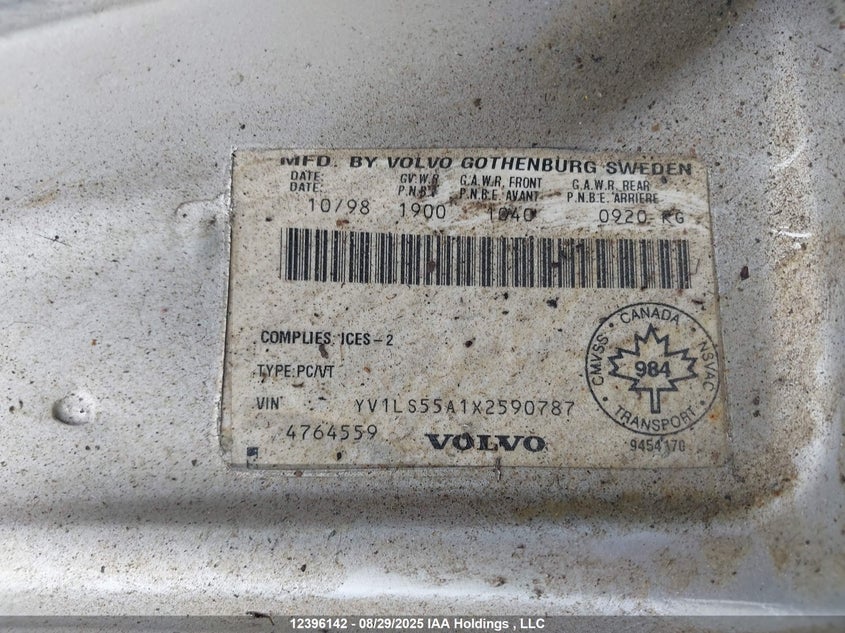 MFD. BY VOLVO GOTHENBURG SWEDEN
DATE: G.V.W.R. G.A.W.R. FRONT G.A.W.R. REAR
DATE: P.N.B.E. P.N.B.E. AVANT P.N.B.E. ARRIERE
10/98 1900 1040 0920 KG
COMPLIES ICES-2
TYPE:PC/VT
VIN YV1LS55A1X2590787
4764559 VOLVO
CANADA
CMVSS 984 NSVAC
TRANSPORT
9454170
12396142 - 08/29/2025 IAA Holdings , LLC